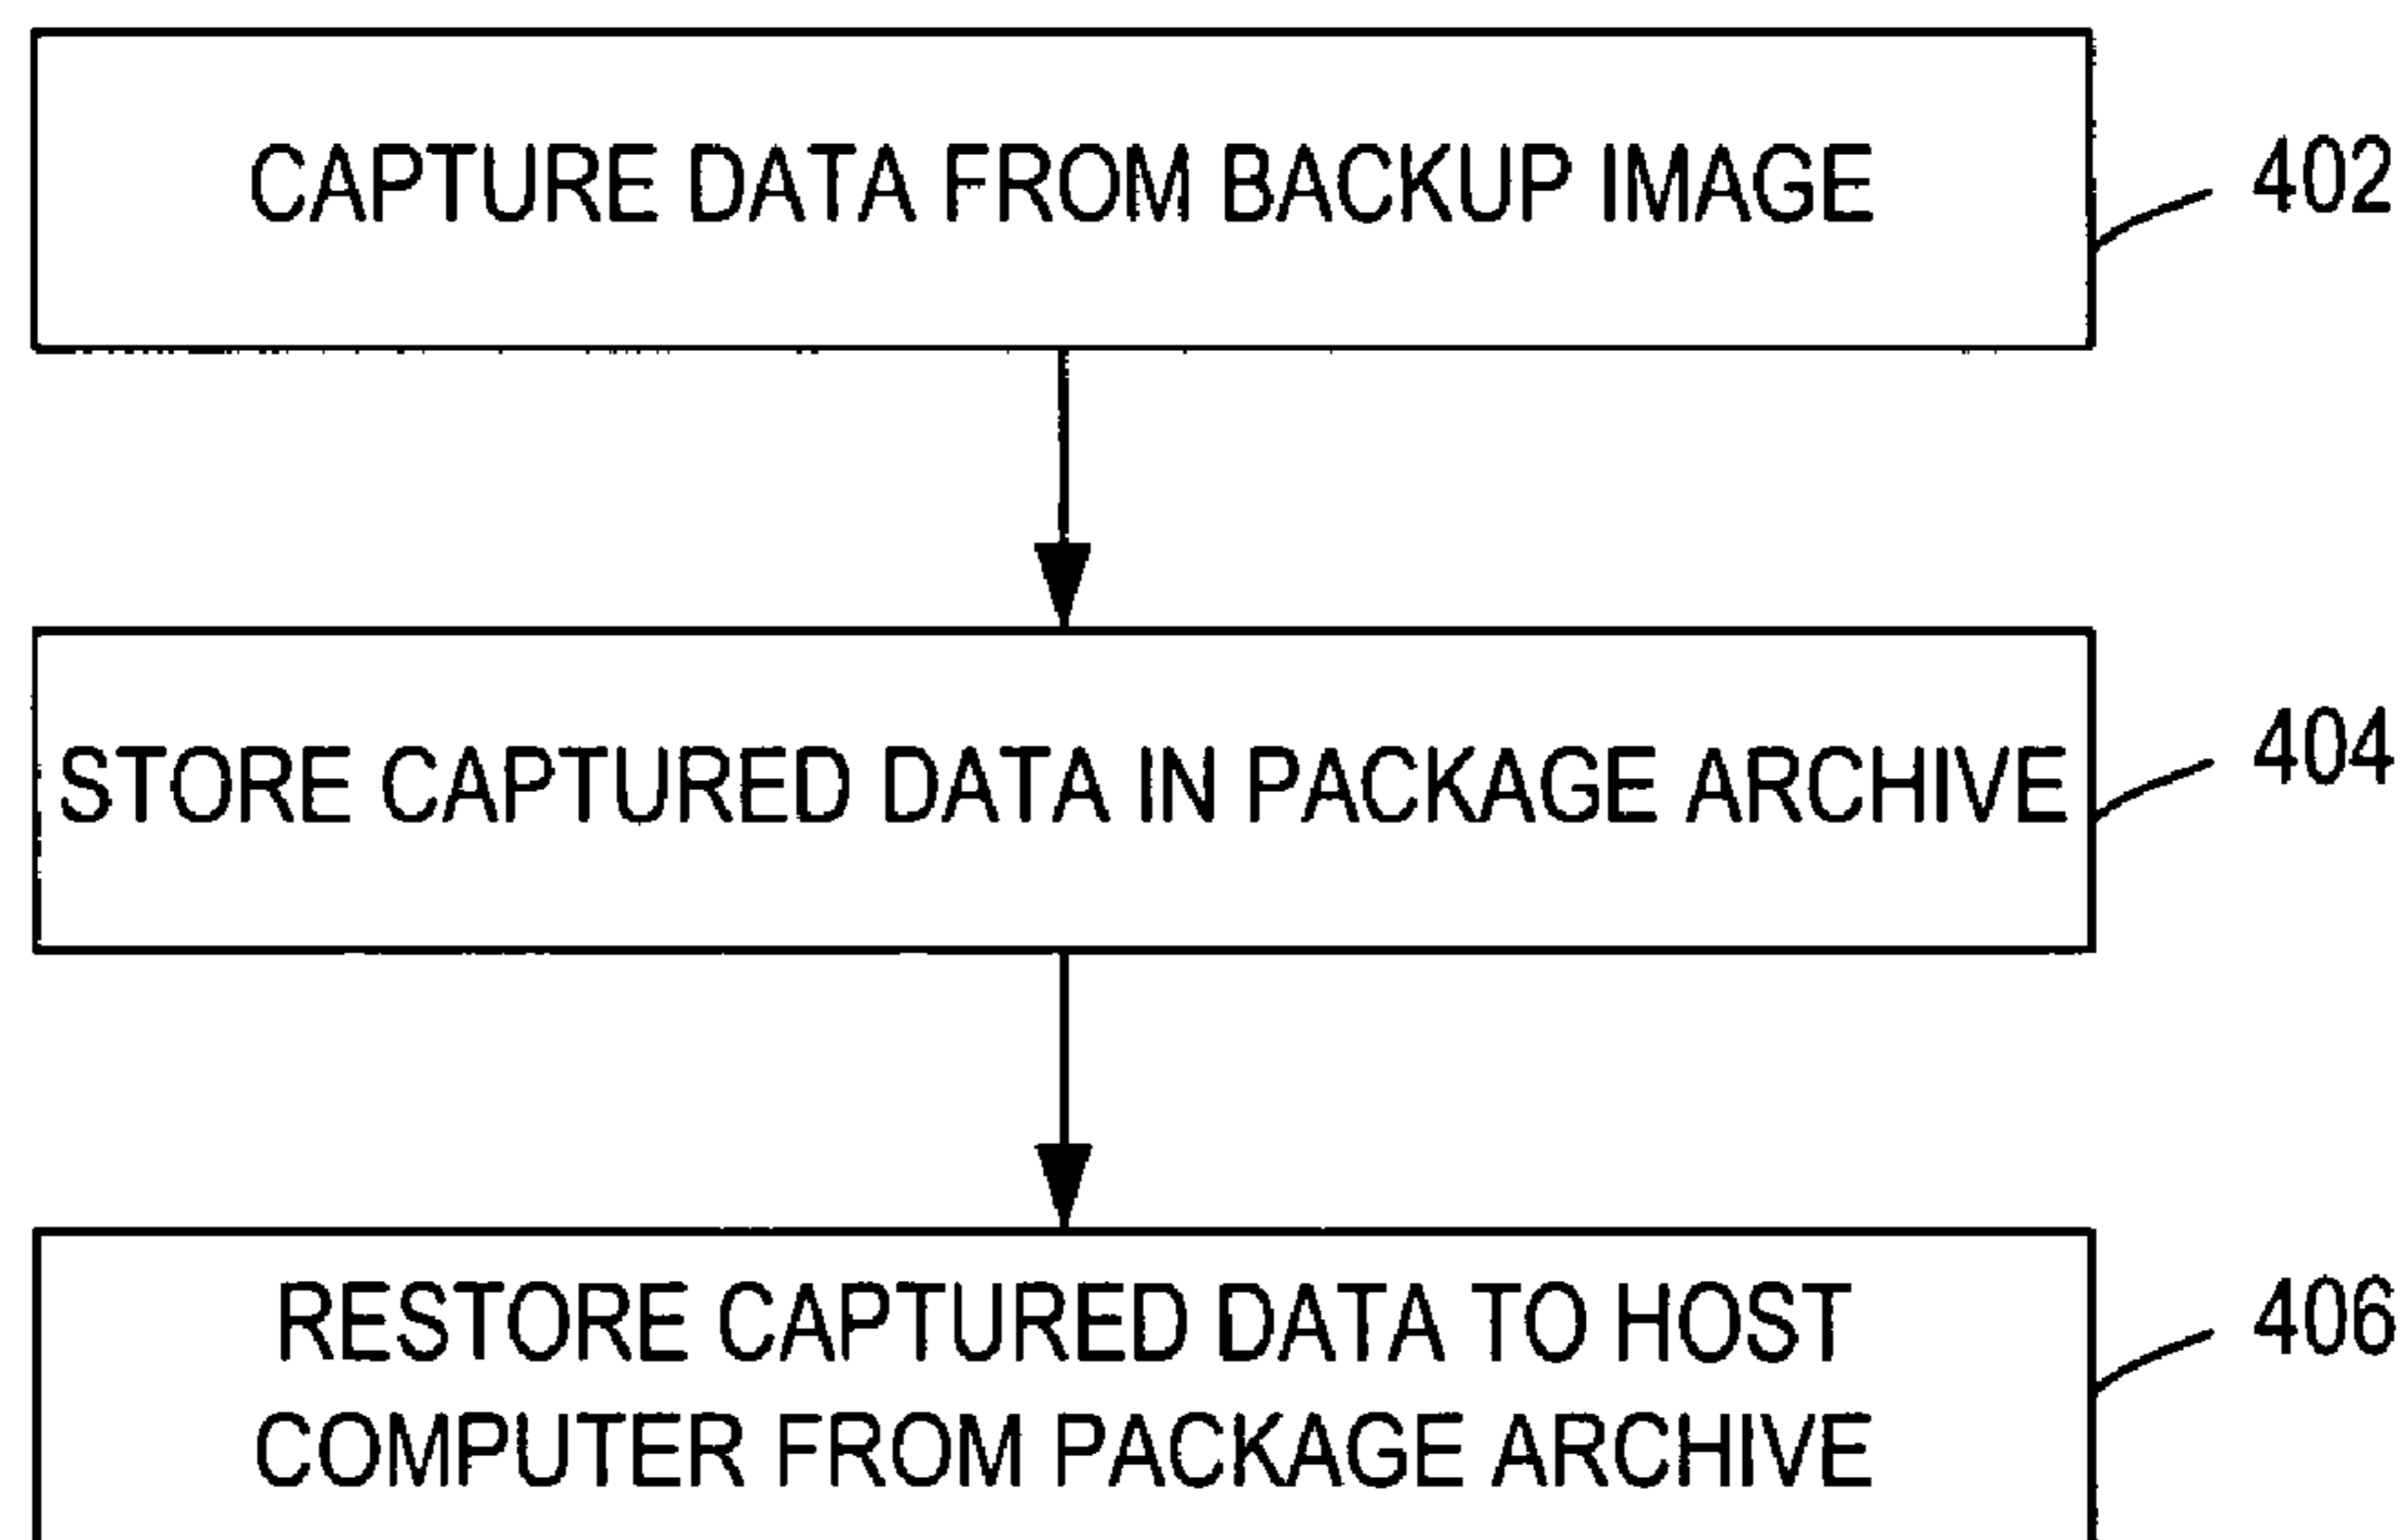 CAPTURE DATA FROM BACKUP IMAGE
402
STORE CAPTURED DATA IN PACKAGE ARCHIVE
404
RESTORE CAPTURED DATA TO HOST
COMPUTER FROM PACKAGE ARCHIVE
406